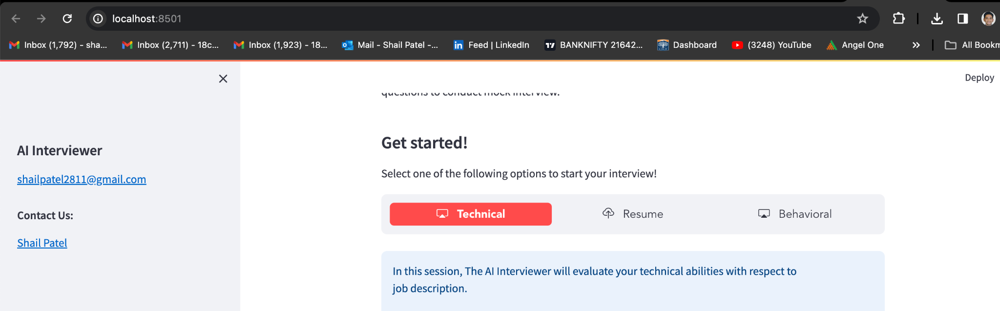 localhost:8501
Inbox (1,792) - sha...
Inbox (2,711) - 18c...
Inbox (1,923) - 18...
Mail - Shail Patel -...
Feed | LinkedIn
BANKNIFTY 21642...
Dashboard
(3248) YouTube
Angel One
All Bookm
Deploy
questions to conduct mock interview.
AI Interviewer
shailpatel2811@gmail.com
Contact Us:
Shail Patel
Get started!
Select one of the following options to start your interview!
Technical
Resume
Behavioral
In this session, The AI Interviewer will evaluate your technical abilities with respect to
job description.